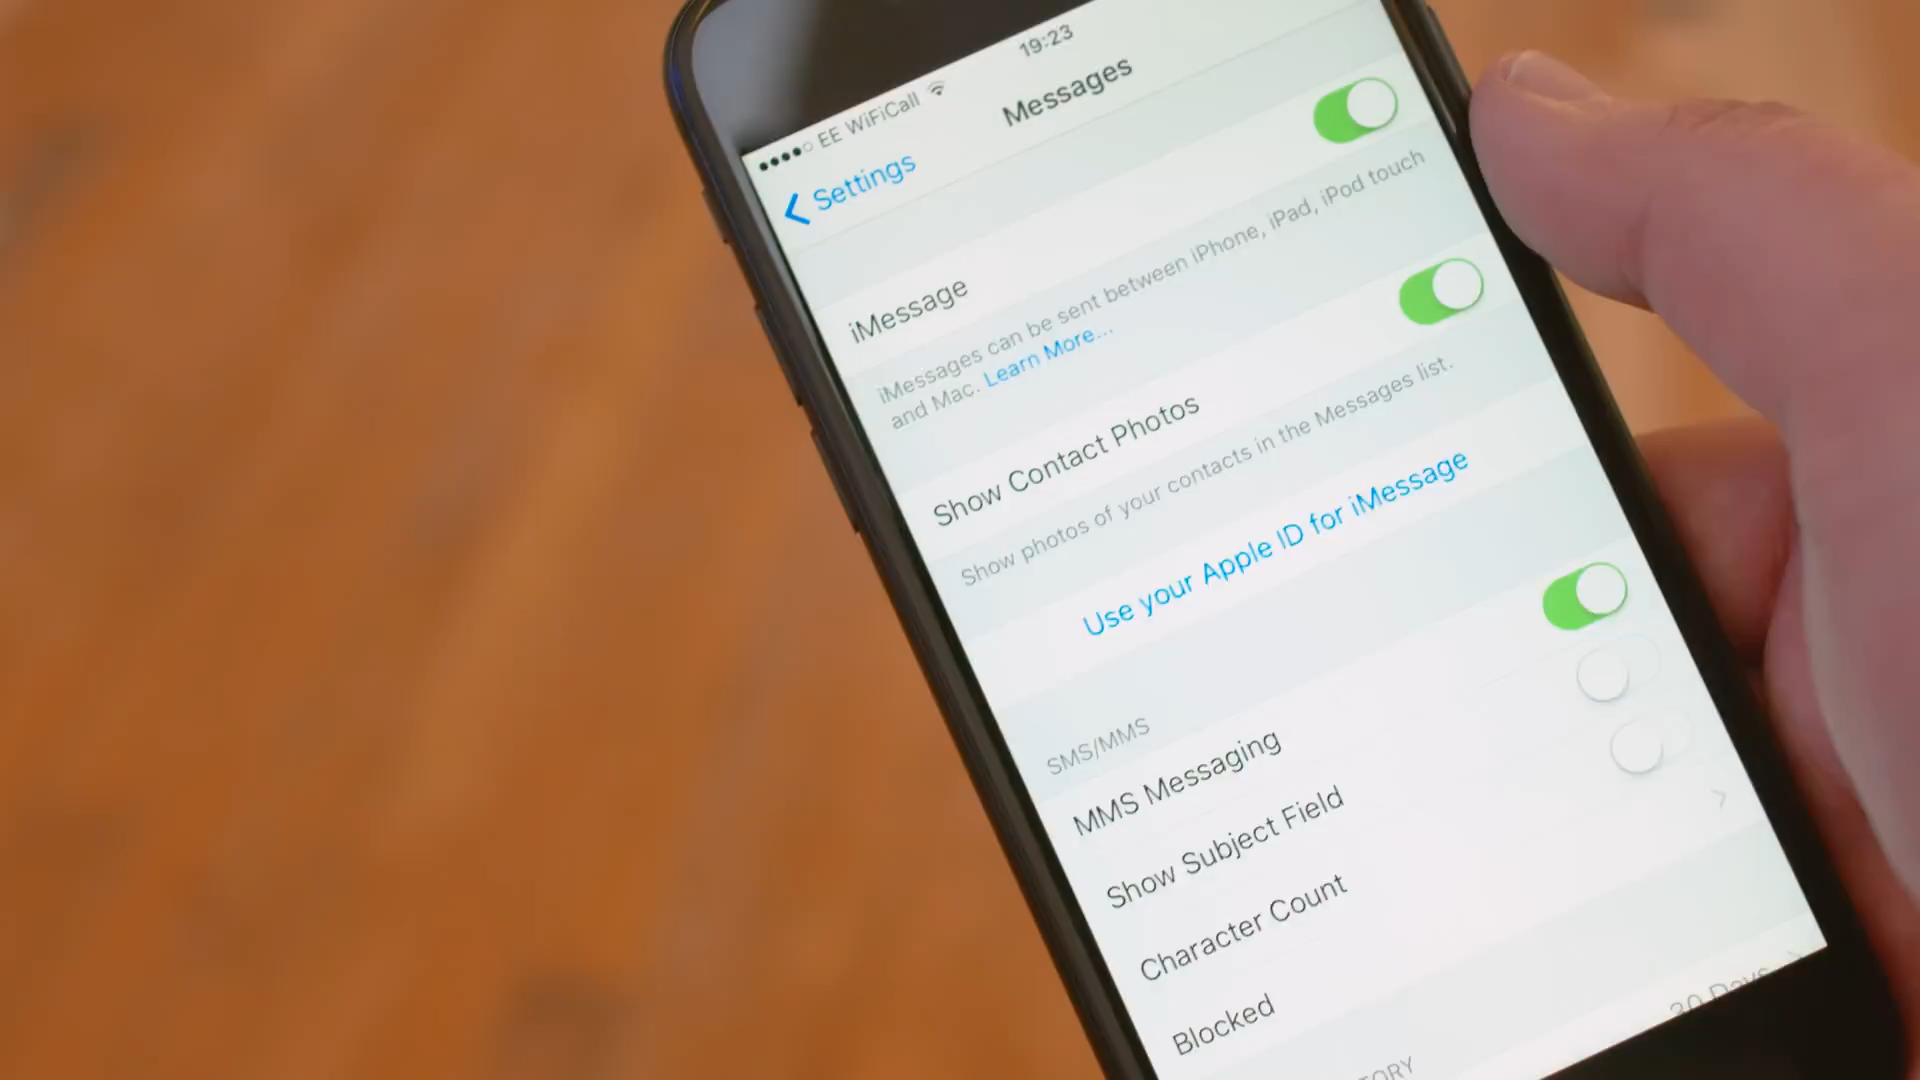 EE WiFiCall
19:23
Settings
Messages
iMessage
iMessages can be sent between iPhone, iPad, iPod touch
and Mac. Learn More...
Show Contact Photos
Show photos of your contacts in the Messages list.
Use your Apple ID for iMessage
SMS/MMS
MMS Messaging
Show Subject Field
Character Count
Blocked
30 Days